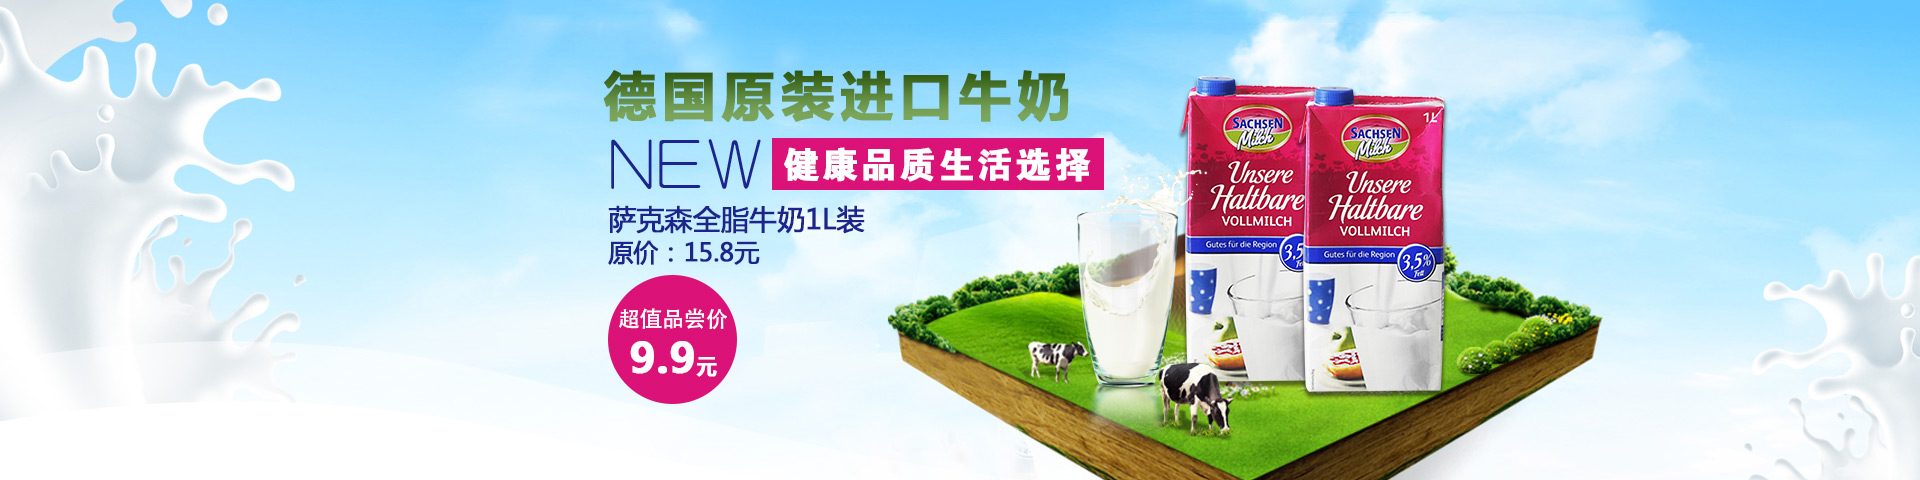 德国原装进口牛奶
NEW 健康品质生活选择
萨克森全脂牛奶1L装
原价：15.8元
超值品尝价
9.9元
SACHSEN
Milch
Unsere
Haltbare
VOLLMILCH
Gutes für die Region
3,5
1L
SACHSEN
Milch
Unsere
Haltbare
VOLLMILCH
Gutes für die Region
3,5%
Fett